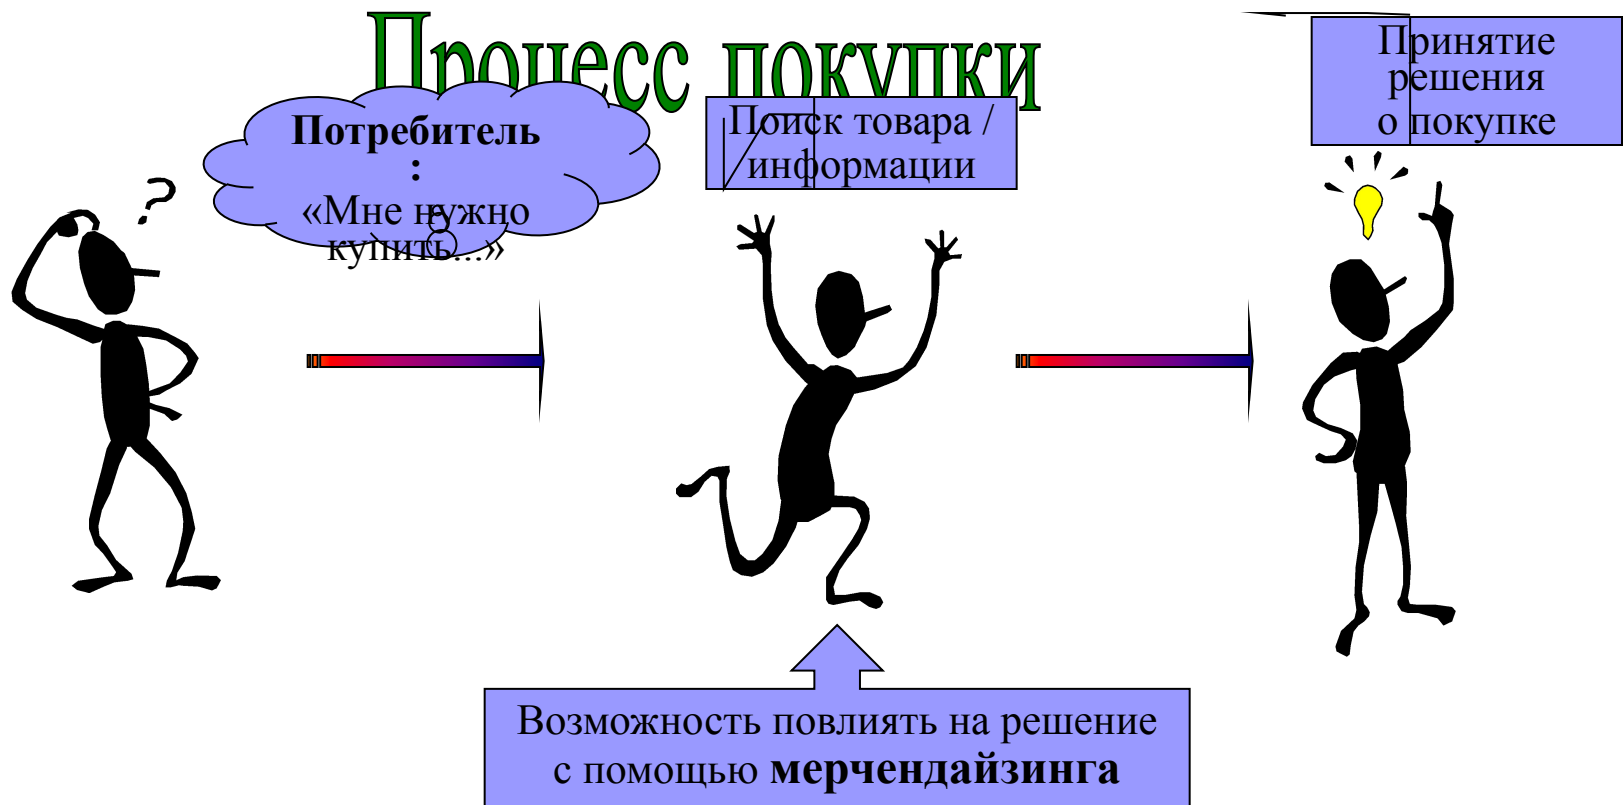 Процесс покупки
Потребитель
:
«Мне нужно
купить...»
Поиск товара /
информации
Принятие
решения
о покупке
?
Возможность повлиять на решение
с помощью мерчендайзинга